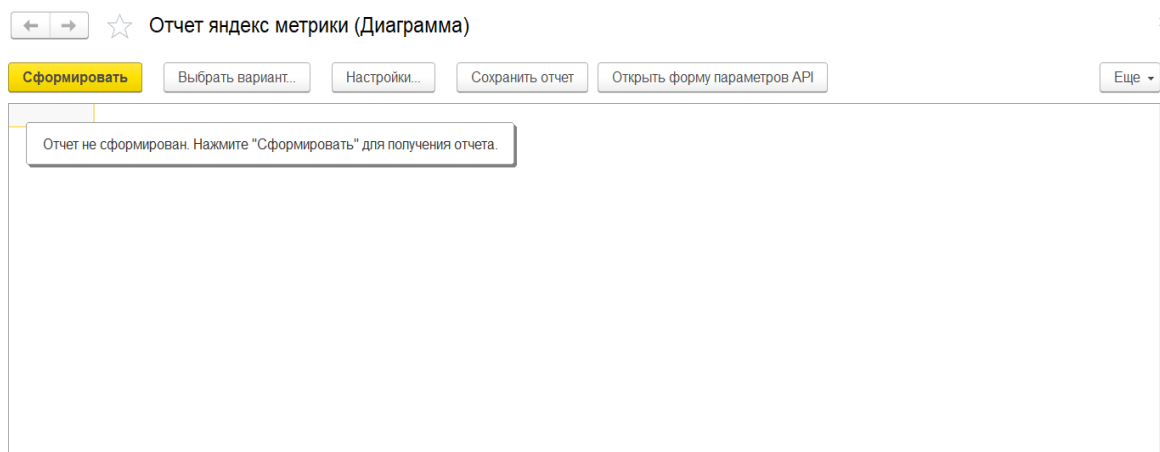 Отчет яндекс метрики (Диаграмма)
Сформировать Выбрать вариант... Настройки... Сохранить отчет Открыть форму параметров API Еще
Отчет не сформирован. Нажмите "Сформировать" для получения отчета.